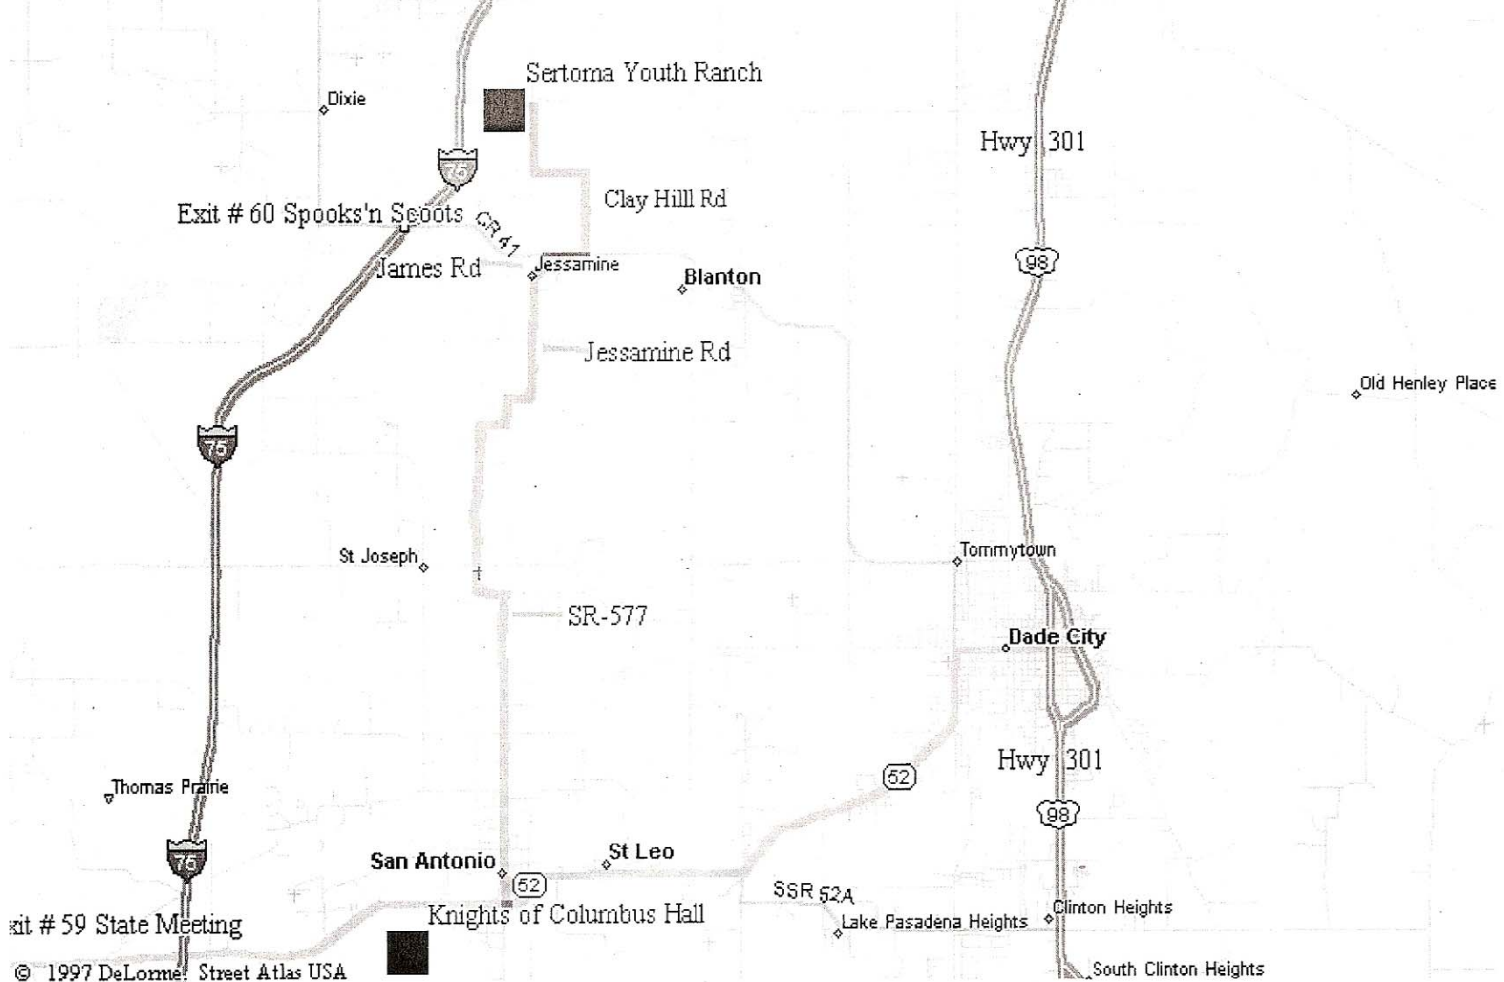 Sertoma Youth Ranch
Dixie
Hwy 301
75
Clay Hilll Rd
Exit # 60 Spooks'n Scoots
CR 41
98
James Rd
Jessamine
Blanton
Jessamine Rd
Old Henley Place
75
St Joseph
Tommytown
SR-577
Dade City
Hwy 301
52
Thomas Prairie
98
75
San Antonio
St Leo
52
SSR 52A
Knights of Columbus Hall
Clinton Heights
xit # 59 State Meeting
Lake Pasadena Heights
South Clinton Heights
© 1997 DeLorme. Street Atlas USA